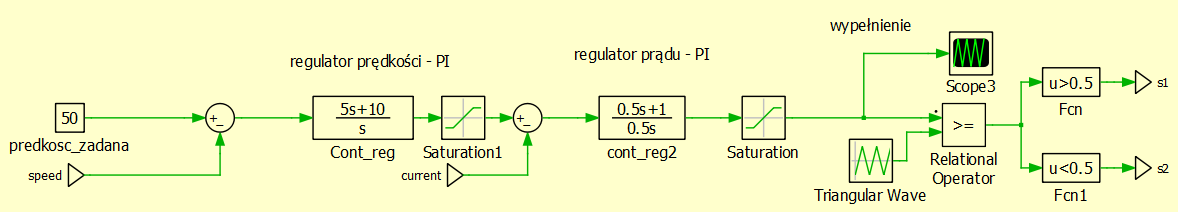 wypełnienie
regulator prądu - PI
regulator prędkości - PI
Scope3
5s+10
s
0.5s+1
0.5s
50
+
−
+
−
u>0.5
s1
Fcn
predkosc_zadana
Cont_reg
Saturation1
cont_reg2
Saturation
>=
Relational
Operator
speed
current
Triangular Wave
u<0.5
s2
Fcn1